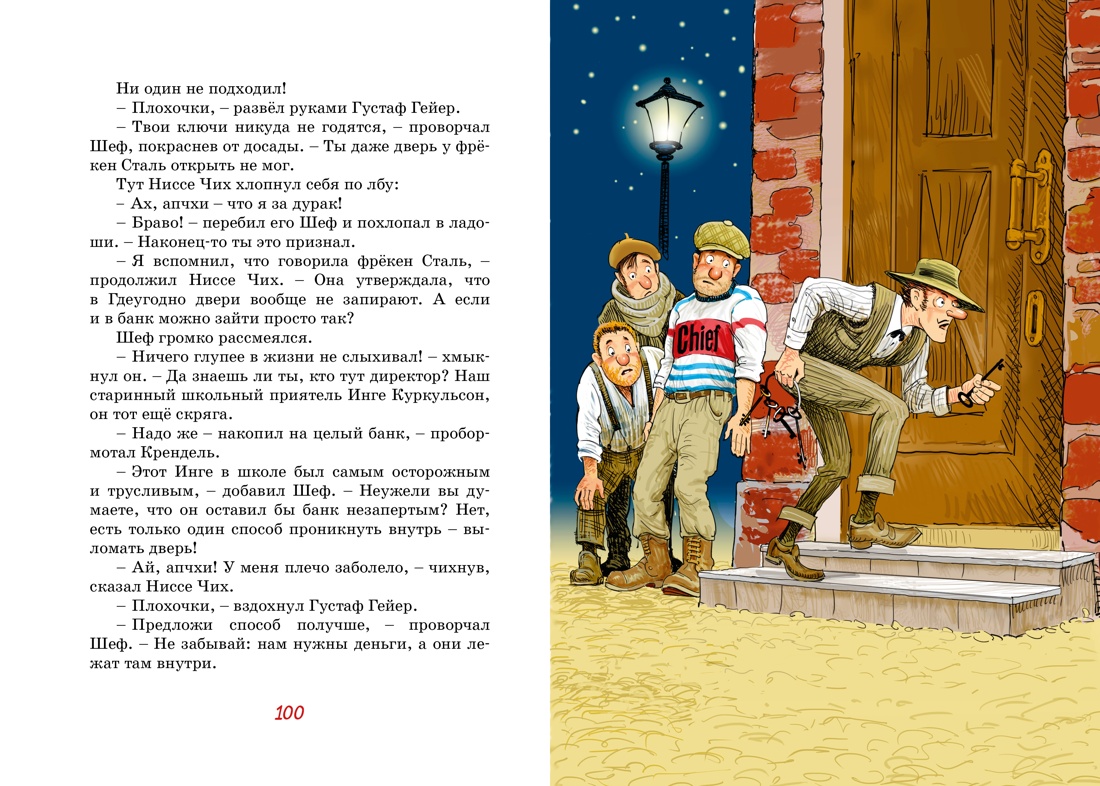 Ни один не подходил!
– Плохочки, – развёл руками Густаф Гейер.
– Твои ключи никуда не годятся, – проворчал
Шеф, покраснев от досады. – Ты даже дверь у фрё-
кен Сталь открыть не мог.
Тут Ниссе Чих хлопнул себя по лбу:
– Ах, апчхи – что я за дурак!
– Браво! – перебил его Шеф и похлопал в ладо-
ши. – Наконец-то ты это признал.
– Я вспомнил, что говорила фрёкен Сталь, –
продолжил Ниссе Чих. – Она утверждала, что
в Гдеугодно двери вообще не запирают. А если
и в банк можно зайти просто так?
Шеф громко рассмеялся.
– Ничего глупее в жизни не слыхивал! – хмык-
нул он. – Да знаешь ли ты, кто тут директор? Наш
старинный школьный приятель Инге Куркульсон,
он тот ещё скряга.
– Надо же – накопил на целый банк, – пробор-
мотал Крендель.
– Этот Инге в школе был самым осторожным
и трусливым, – добавил Шеф. – Неужели вы ду-
маете, что он оставил бы банк незапертым? Нет,
есть только один способ проникнуть внутрь – вы-
ломать дверь!
– Ай, апчхи! У меня плечо заболело, – чихнув,
сказал Ниссе Чих.
– Плохочки, – вздохнул Густаф Гейер.
– Предложи способ получше, – проворчал
Шеф. – Не забывай: нам нужны деньги, а они ле-
жат там внутри.
100
Chief